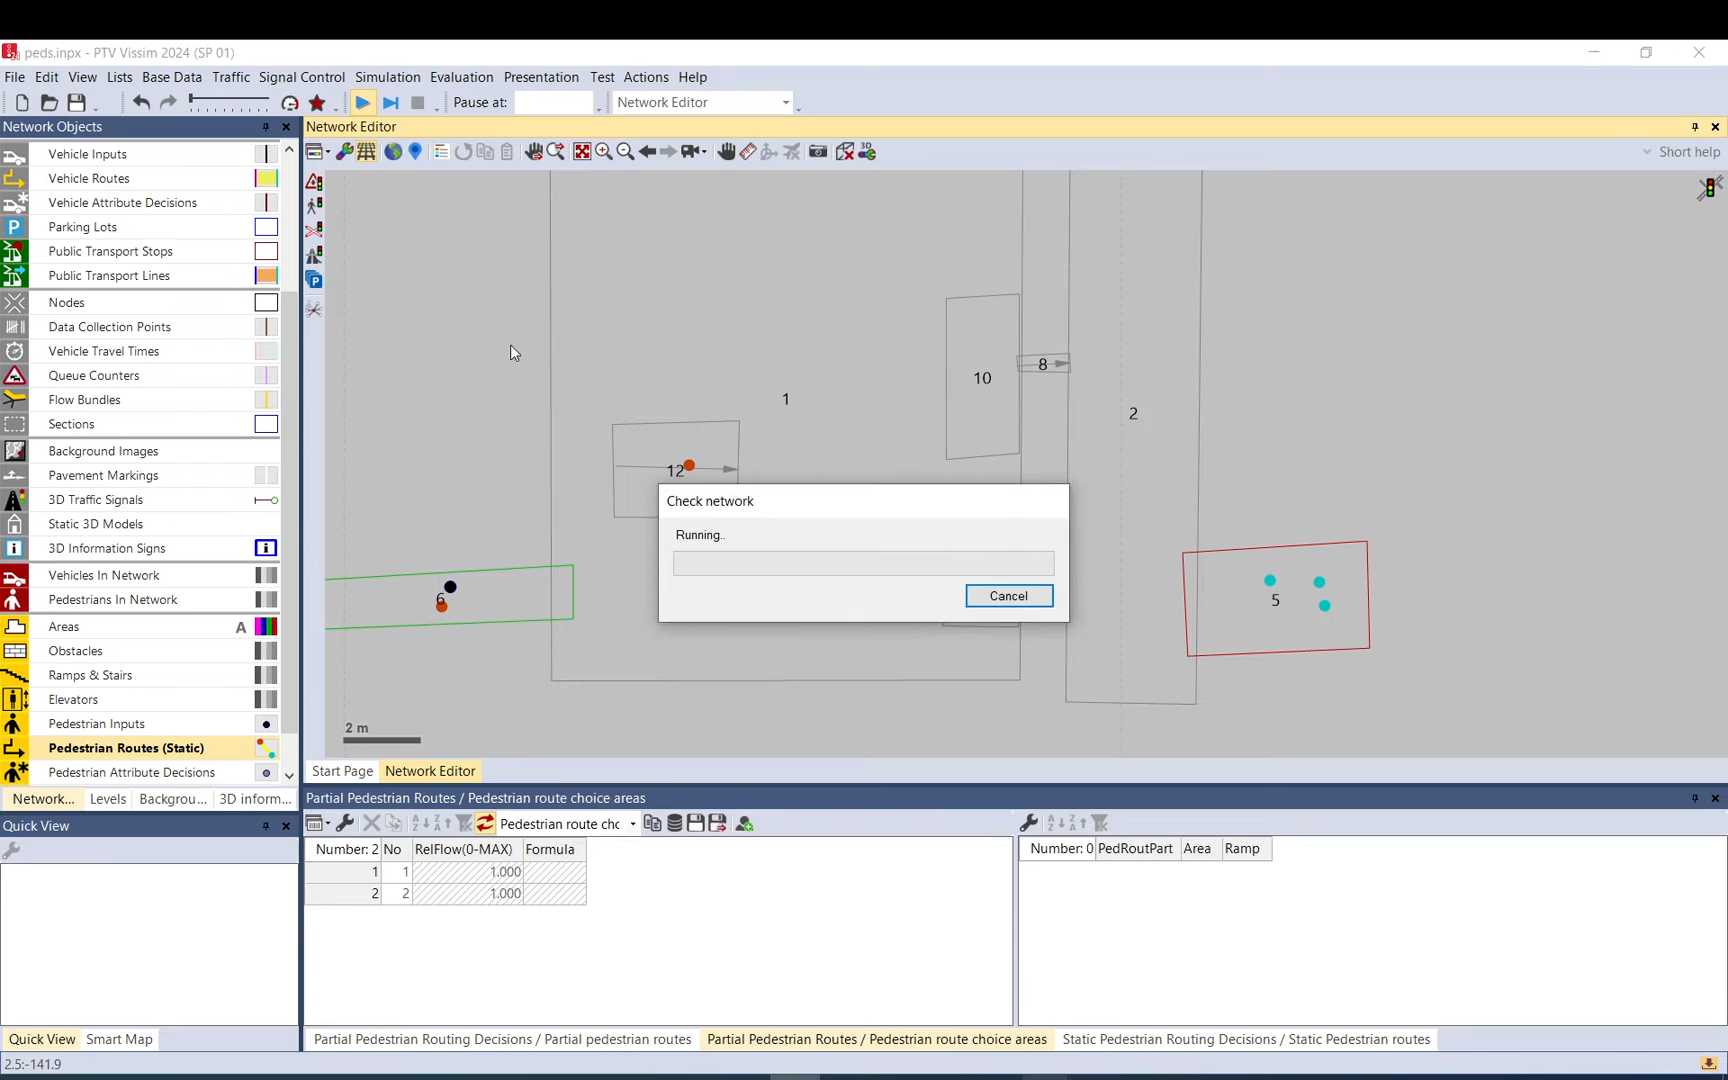 peds.inpx - PTV Vissim 2024 (SP 01)
File Edit View Lists Base Data Traffic Signal Control Simulation Evaluation Presentation Test Actions Help
Pause at:
Network Editor
Network Objects
Vehicle Inputs
Vehicle Routes
Vehicle Attribute Decisions
Parking Lots
Public Transport Stops
Public Transport Lines
Nodes
Data Collection Points
Vehicle Travel Times
Queue Counters
Flow Bundles
Sections
Background Images
Pavement Markings
3D Traffic Signals
Static 3D Models
3D Information Signs
Vehicles In Network
Pedestrians In Network
Areas A
Obstacles
Ramps & Stairs
Elevators
Pedestrian Inputs
Pedestrian Routes (Static)
Pedestrian Attribute Decisions
Network... Levels Backgrou... 3D inform...
Quick View
Quick View Smart Map
2.5:-141.9
Network Editor
Short help
1
10
8
2
12
6
5
2 m
Check network
Running..
Cancel
Start Page Network Editor
Partial Pedestrian Routes / Pedestrian route choice areas
Pedestrian route chc
Number: 2 No RelFlow(0-MAX) Formula
1 1 1.000
2 2 1.000
Number: 0 PedRoutPart Area Ramp
Partial Pedestrian Routing Decisions / Partial pedestrian routes
Partial Pedestrian Routes / Pedestrian route choice areas
Static Pedestrian Routing Decisions / Static Pedestrian routes